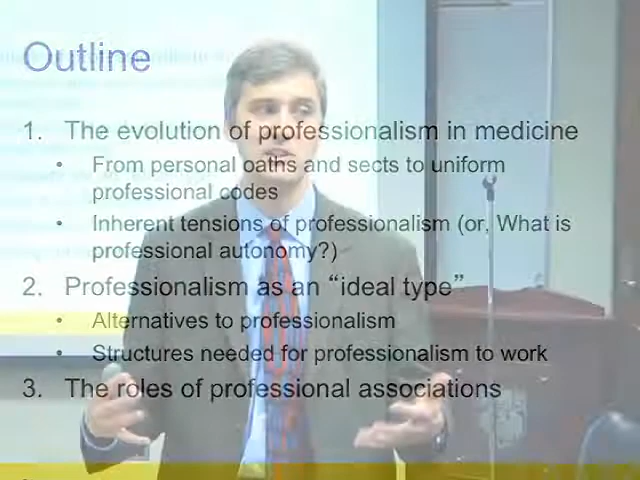 Outline
1. The evolution of professionalism in medicine
• From personal oaths and sects to uniform
professional codes
• Inherent tensions of professionalism (or, What is
professional autonomy?)
2. Professionalism as an “ideal type”
• Alternatives to professionalism
• Structures needed for professionalism to work
3. The roles of professional associations